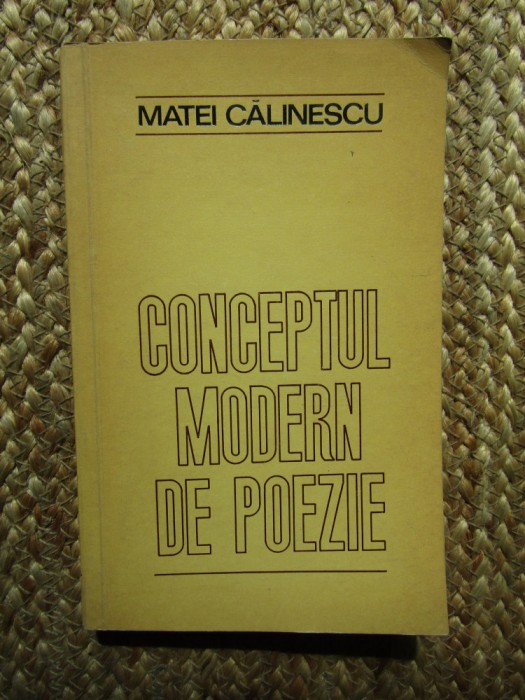 MATEI CĂLINESCU
CONCEPTUL
MODERN
DE POEZIE